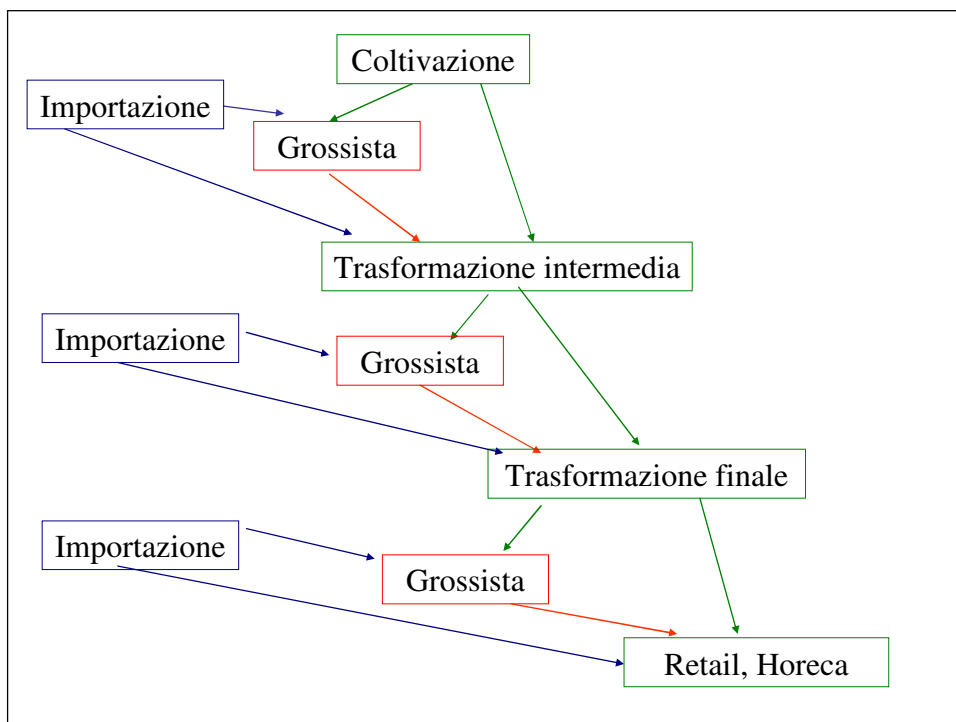 Coltivazione
Importazione
Grossista
Trasformazione intermedia
Importazione
Grossista
Trasformazione finale
Importazione
Grossista
Retail, Horeca